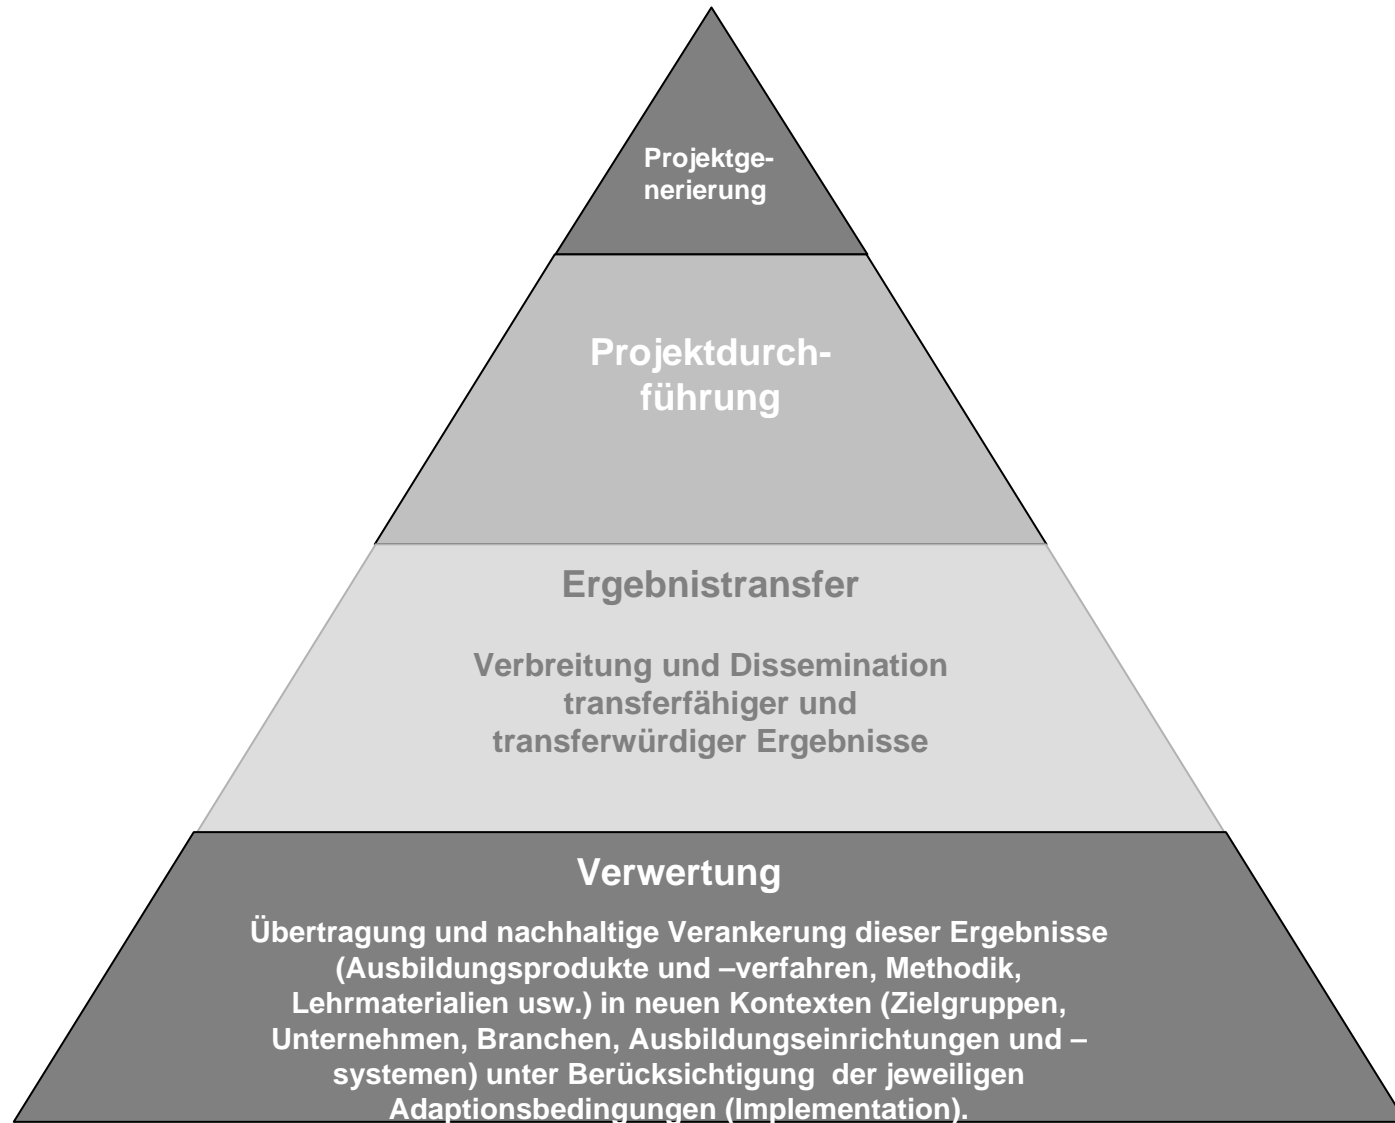 Projektge-
nerierung
Projektdurch-
führung
Ergebnistransfer
Verbreitung und Dissemination
transferfähiger und
transferwürdiger Ergebnisse
Verwertung
Übertragung und nachhaltige Verankerung dieser Ergebnisse
(Ausbildungsprodukte und –verfahren, Methodik,
Lehrmaterialien usw.) in neuen Kontexten (Zielgruppen,
Unternehmen, Branchen, Ausbildungseinrichtungen und –
systemen) unter Berücksichtigung der jeweiligen
Adaptionsbedingungen (Implementation).